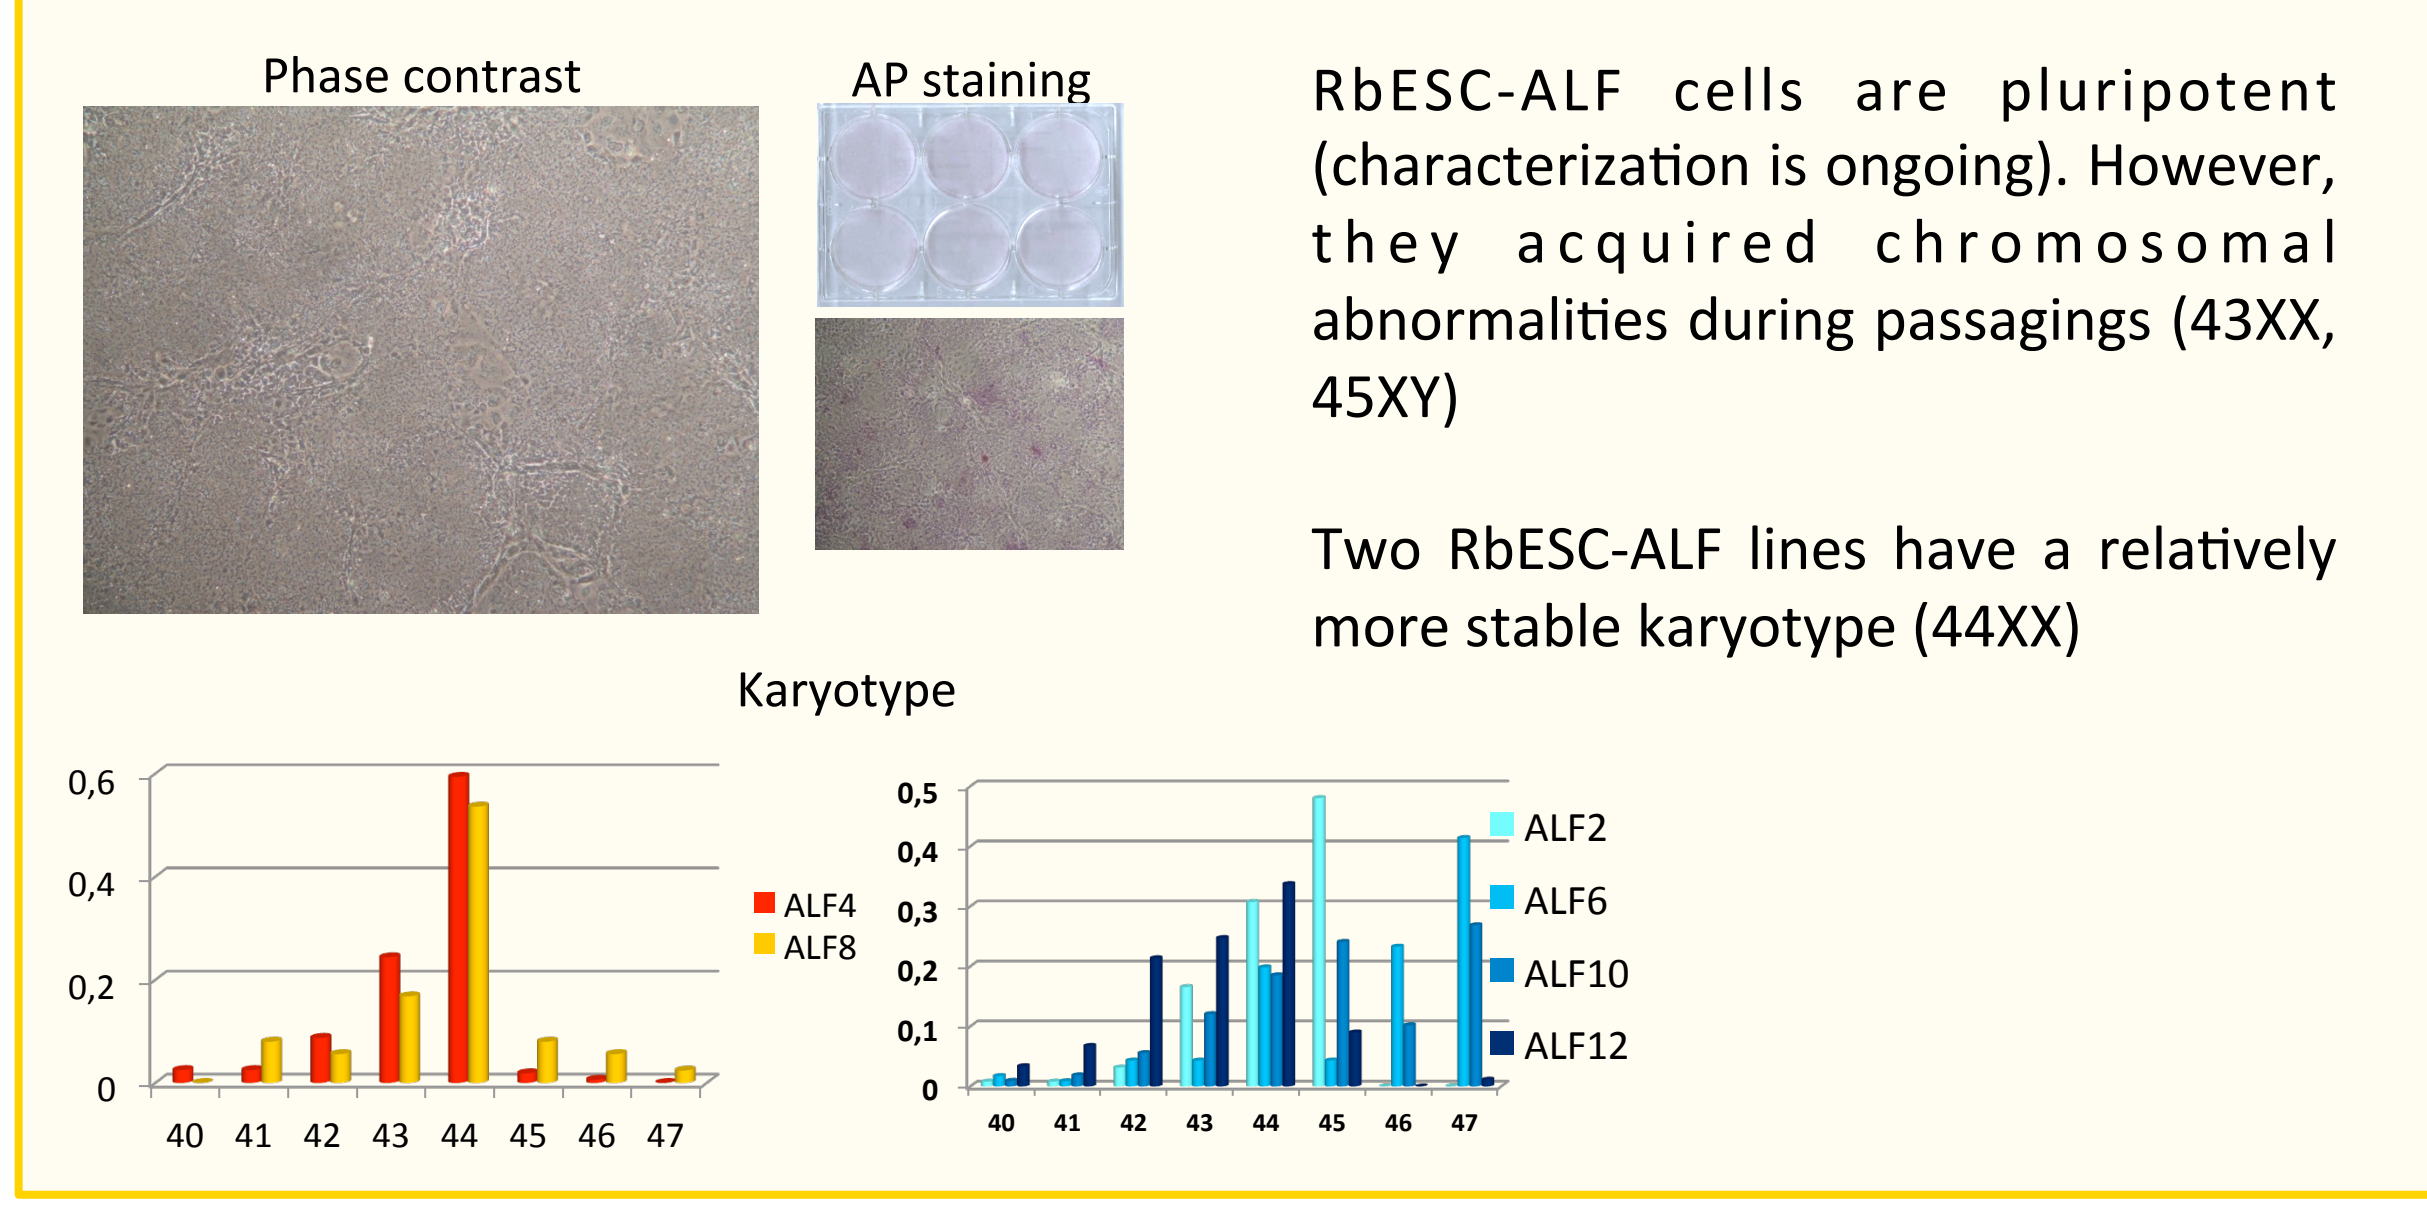 Phase contrast
AP staining
RbESC-ALF cells are pluripotent
(characterization is ongoing). However,
they acquired chromosomal
abnormalities during passagings (43XX,
45XY)
Two RbESC-ALF lines have a relatively
more stable karyotype (44XX)
Karyotype
0,6
0,4
0,2
0
40 41 42 43 44 45 46 47
ALF4
ALF8
0,5
0,4
0,3
0,2
0,1
0
40 41 42 43 44 45 46 47
ALF2
ALF6
ALF10
ALF12